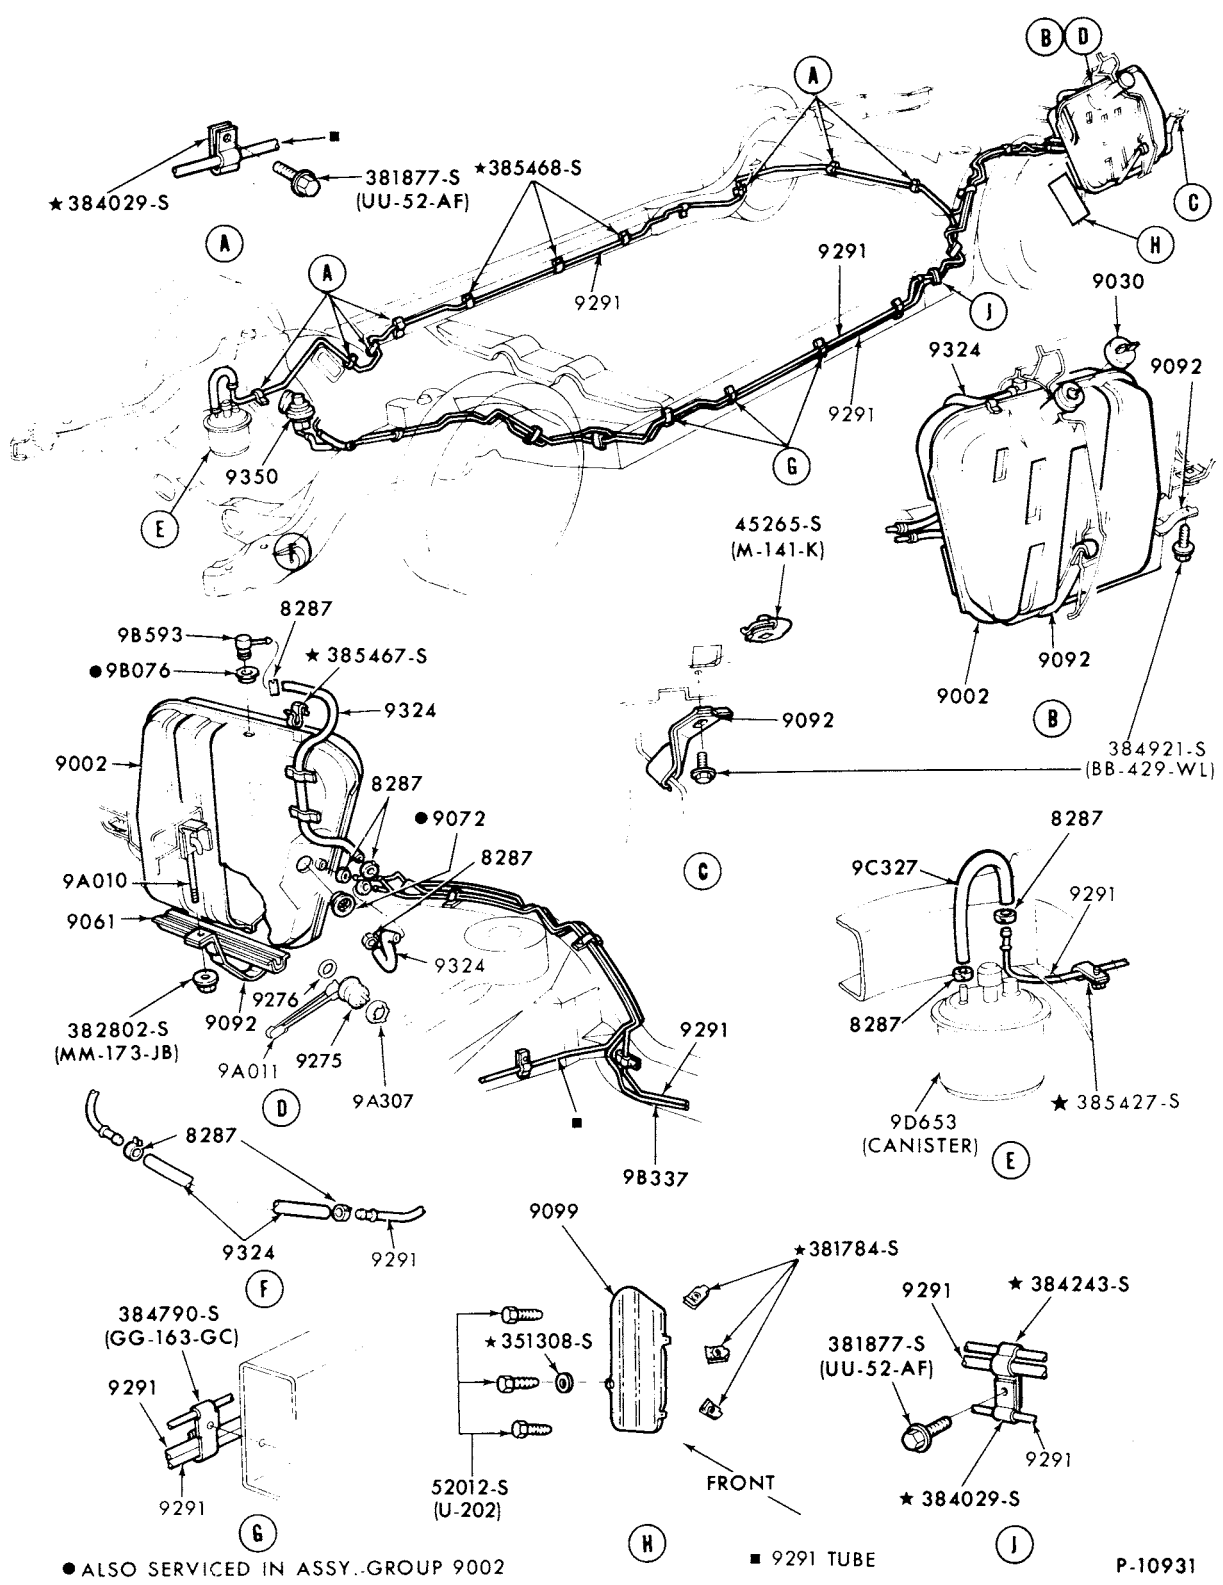 B D
A
★384029-S
■
381877-S
(UU-52-AF)
★385468-S
C
A
A
9291
9291
H
J
9030
9324
9092
9291
9350
G
E
F
45265-S
(M-141-K)
8287
9B593
●9B076
★385467-S
9324
9002
8287
●9072
8287
9092
9092
9002
B
384921-S
(BB-429-WL)
C
8287
9C327
9291
9A010
9061
9324
9276
9092
382802-S
(MM-173-JB)
9275
9A011
9A307
D
9291
■
9B337
8287
★385427-S
9D653
(CANISTER)
E
8287
9324
9291
F
9099
★381784-S
384790-S
(GG-163-GC)
★351308-S
9291
★384243-S
381877-S
(UU-52-AF)
9291
9291
G
52012-S
(U-202)
FRONT
H
9291
★384029-S
J
●ALSO SERVICED IN ASSY.-GROUP 9002
■ 9291 TUBE
P-10931